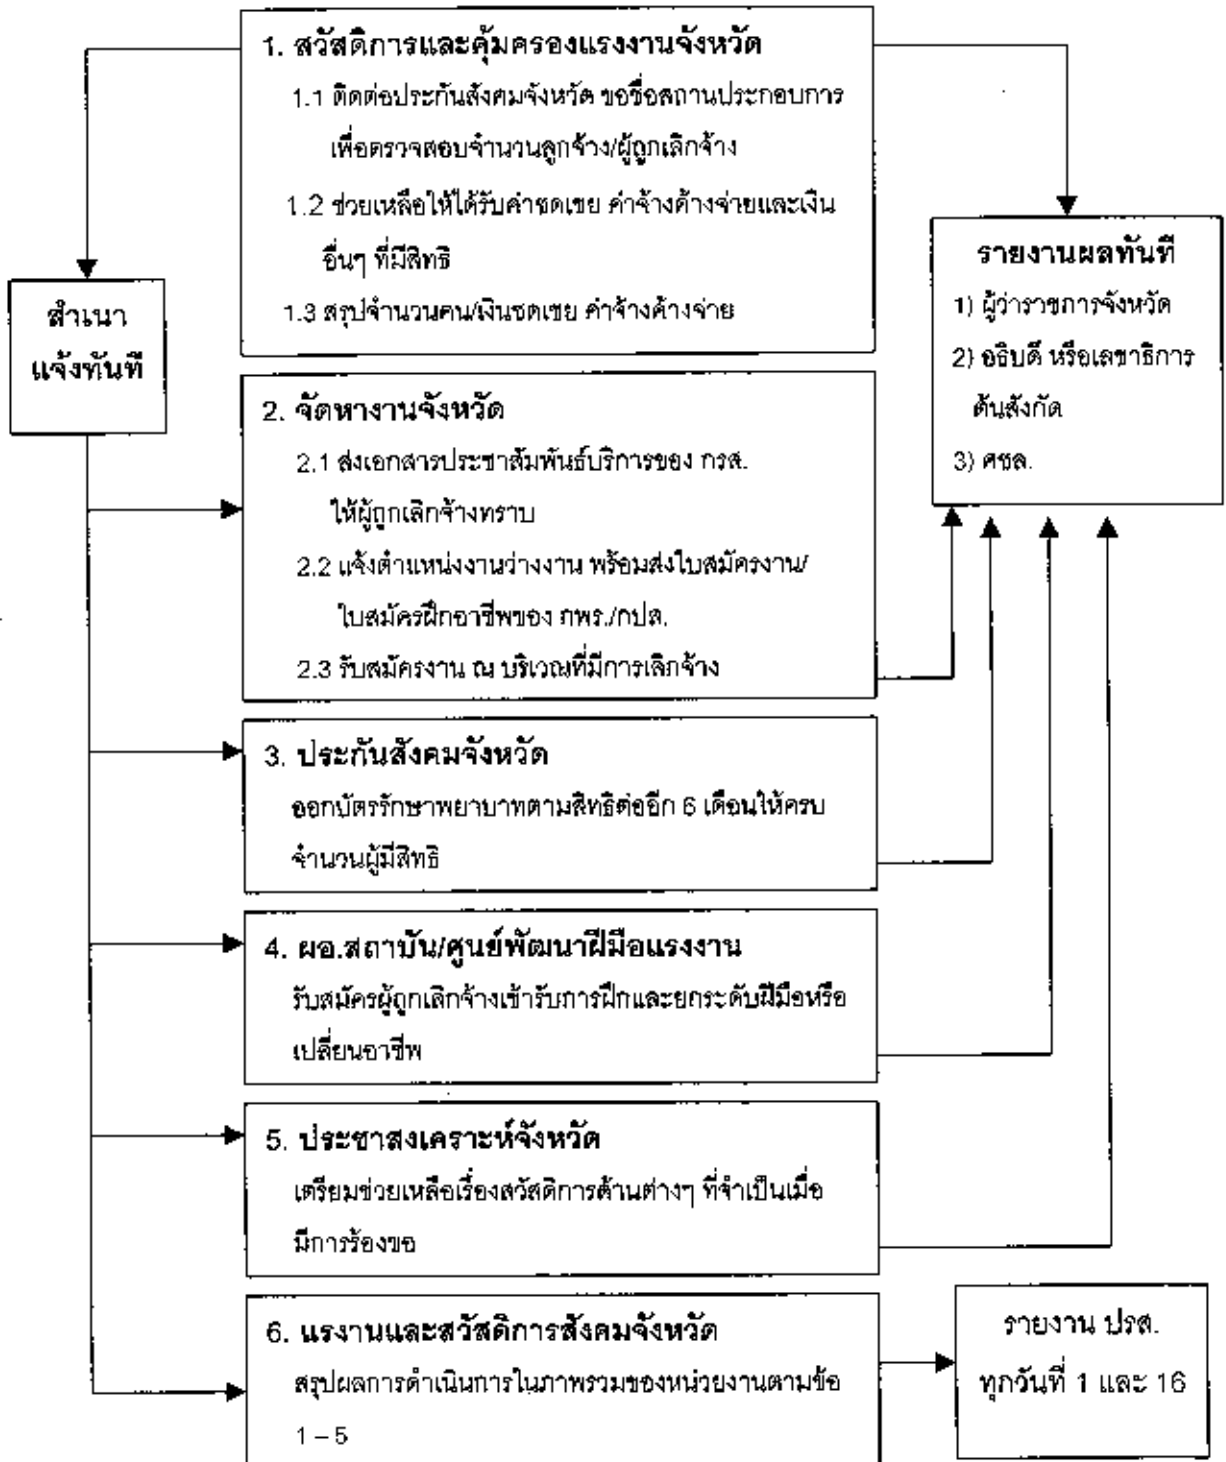 1. สวัสดิการและคุ้มครองแรงงานจังหวัด
1.1 ติดต่อประกันสังคมจังหวัด ขอชื่อสถานประกอบการ
เพื่อตรวจสอบจำนวนลูกจ้าง/ผู้ถูกเลิกจ้าง
1.2 ช่วยเหลือให้ได้รับค่าชดเชย ค่าจ้างค้างจ่ายและเงิน
อื่นๆ ที่มีสิทธิ
1.3 สรุปจำนวนคน/เงินชดเชย ค่าจ้างค้างจ่าย
สำเนา
แจ้งทันที
รายงานผลทันที
1) ผู้ว่าราชการจังหวัด
2) อธิบดี หรือเลขาธิการ
ต้นสังกัด
3) ศชล.
2. จัดหางานจังหวัด
2.1 ส่งเอกสารประชาสัมพันธ์บริการของ กรส.
ให้ผู้ถูกเลิกจ้างทราบ
2.2 แจ้งตำแหน่งงานว่างงาน พร้อมส่งใบสมัครงาน/
ใบสมัครฝึกอาชีพของ กพร./กปส.
2.3 รับสมัครงาน ณ บริเวณที่มีการเลิกจ้าง
3. ประกันสังคมจังหวัด
ออกบัตรรักษาพยาบาทตามสิทธิต่ออีก 6 เดือนให้ครบ
จำนวนผู้มีสิทธิ
4. ผอ.สถาบัน/ศูนย์พัฒนาฝีมือแรงงาน
รับสมัครผู้ถูกเลิกจ้างเข้ารับการฝึกและยกระดับฝีมือหรือ
เปลี่ยนอาชีพ
5. ประชาสงเคราะห์จังหวัด
เตรียมช่วยเหลือเรื่องสวัสดิการด้านต่างๆ ที่จำเป็นเมื่อ
มีการร้องขอ
6. แรงานและสวัสดิการสังคมจังหวัด
สรุปผลการดำเนินการในภาพรวมของหน่วยงานตามข้อ
1 – 5
รายงาน ปรส.
ทุกวันที่ 1 และ 16